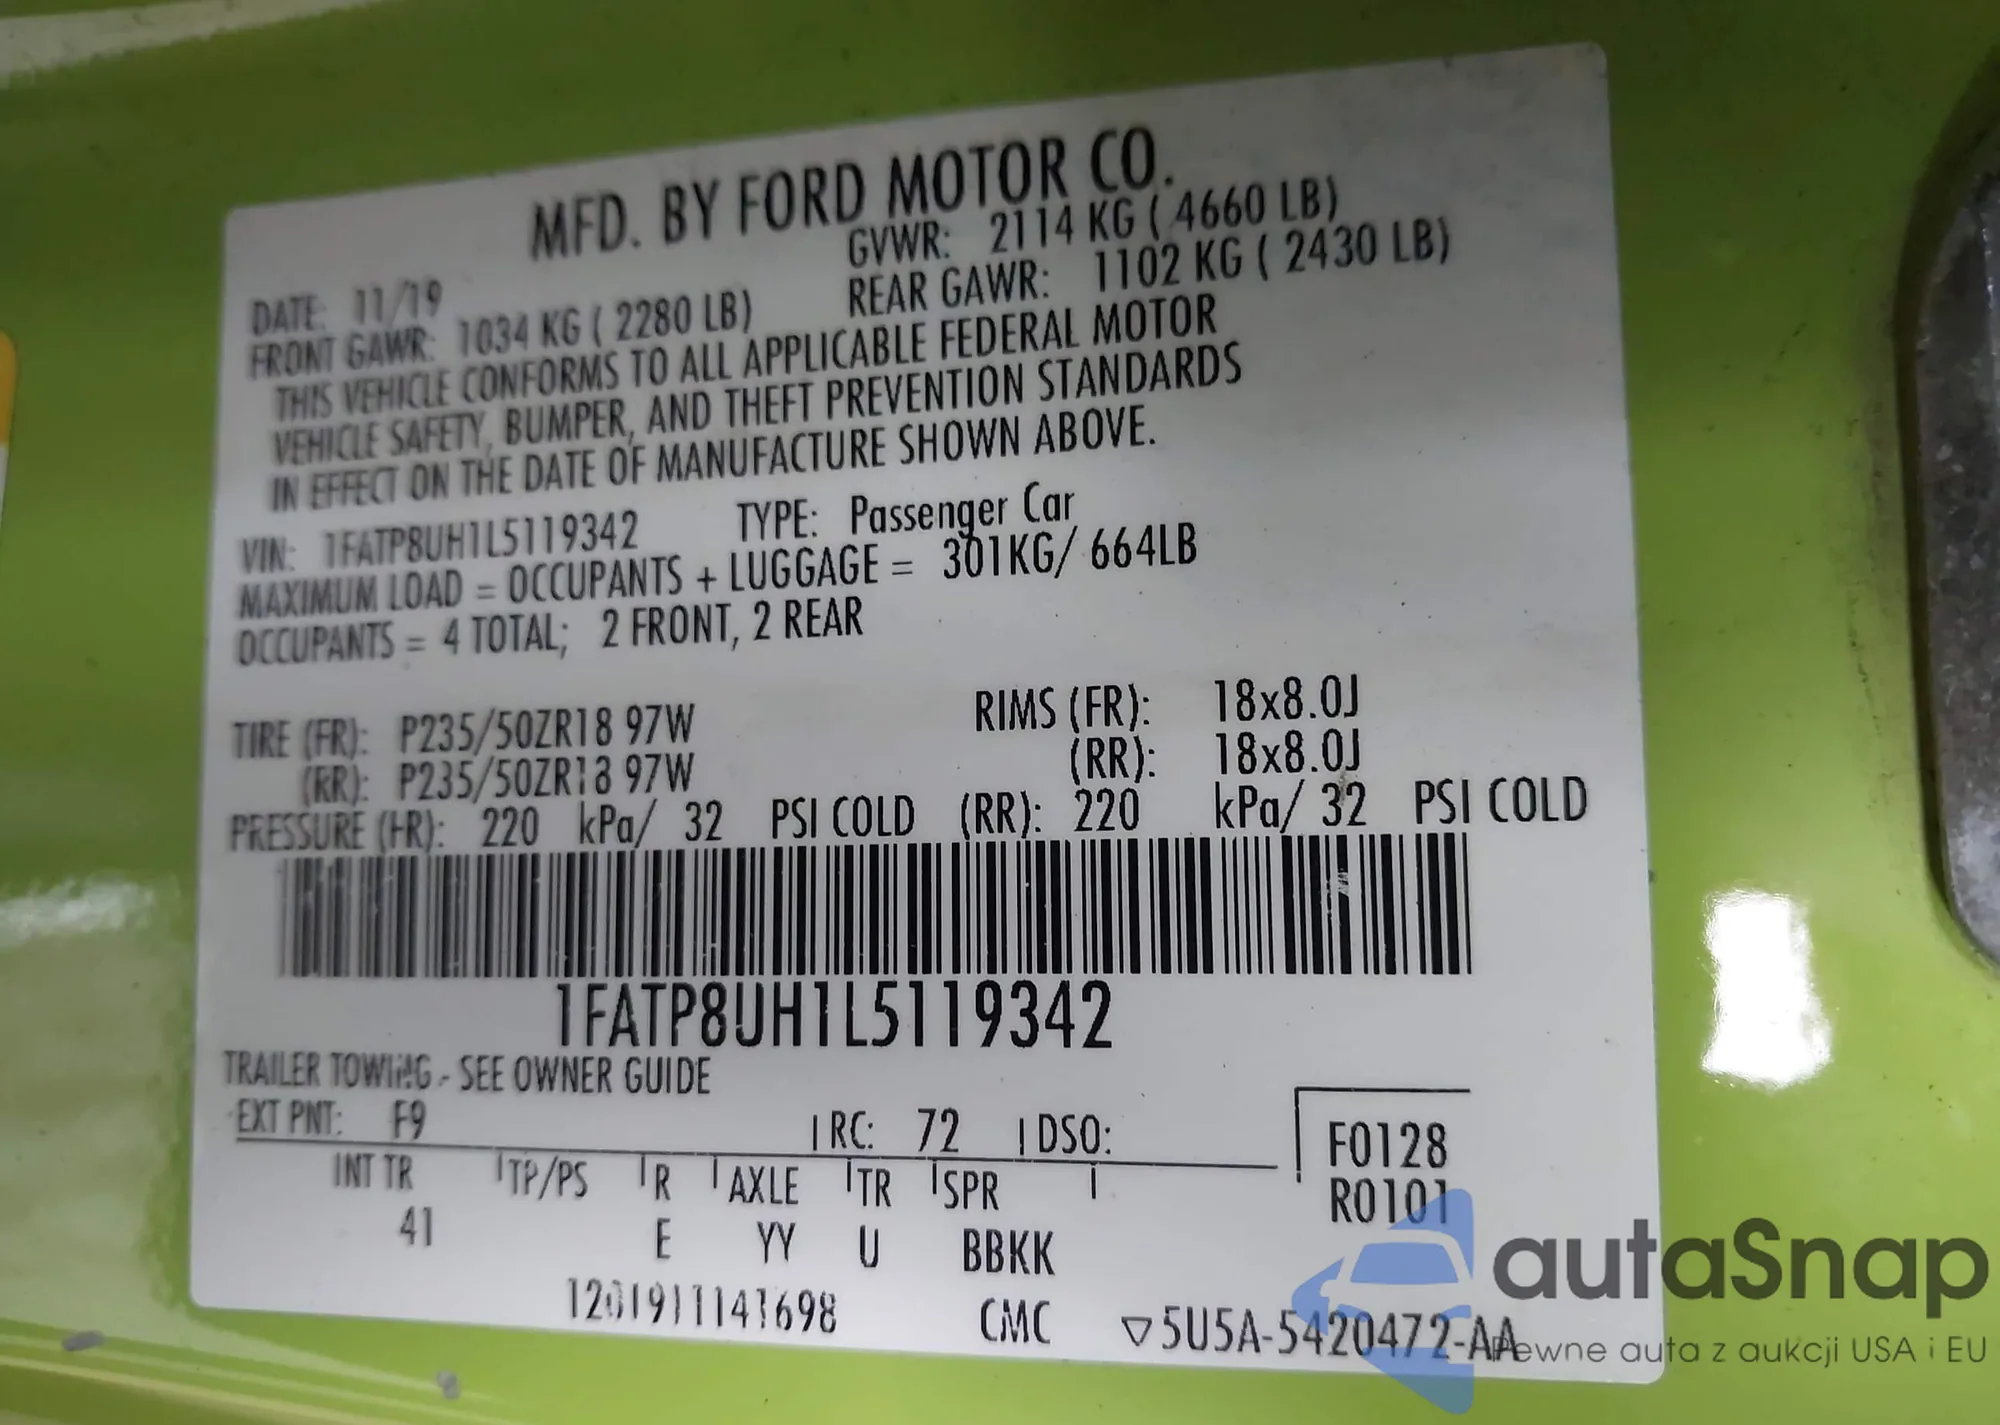 MFD. BY FORD MOTOR CO.
DATE: 11/19 GVWR: 2114 KG ( 4660 LB)
FRONT GAWR: 1034 KG ( 2280 LB) REAR GAWR: 1102 KG ( 2430 LB)
THIS VEHICLE CONFORMS TO ALL APPLICABLE FEDERAL MOTOR
VEHICLE SAFETY, BUMPER, AND THEFT PREVENTION STANDARDS
IN EFFECT ON THE DATE OF MANUFACTURE SHOWN ABOVE.
VIN: 1FATP8UH1L5119342 TYPE: Passenger Car
MAXIMUM LOAD = OCCUPANTS + LUGGAGE = 301KG/ 664LB
OCCUPANTS = 4 TOTAL; 2 FRONT, 2 REAR
TIRE (FR): P235/50ZR18 97W RIMS (FR): 18x8.0J
(RR): P235/50ZR18 97W (RR): 18x8.0J
PRESSURE (FR): 220 kPa/ 32 PSI COLD (RR): 220 kPa/ 32 PSI COLD
1FATP8UH1L5119342
TRAILER TOWING - SEE OWNER GUIDE
EXT PNT: F9 RC: 72 DSO: F0128
INT TR TP/PS R AXLE TR SPR R0101
41 E YY U BBKK
1201911141698 CMC ▽5U5A-5420472-AA
autaSnap
Pewne auta z aukcji USA i EU